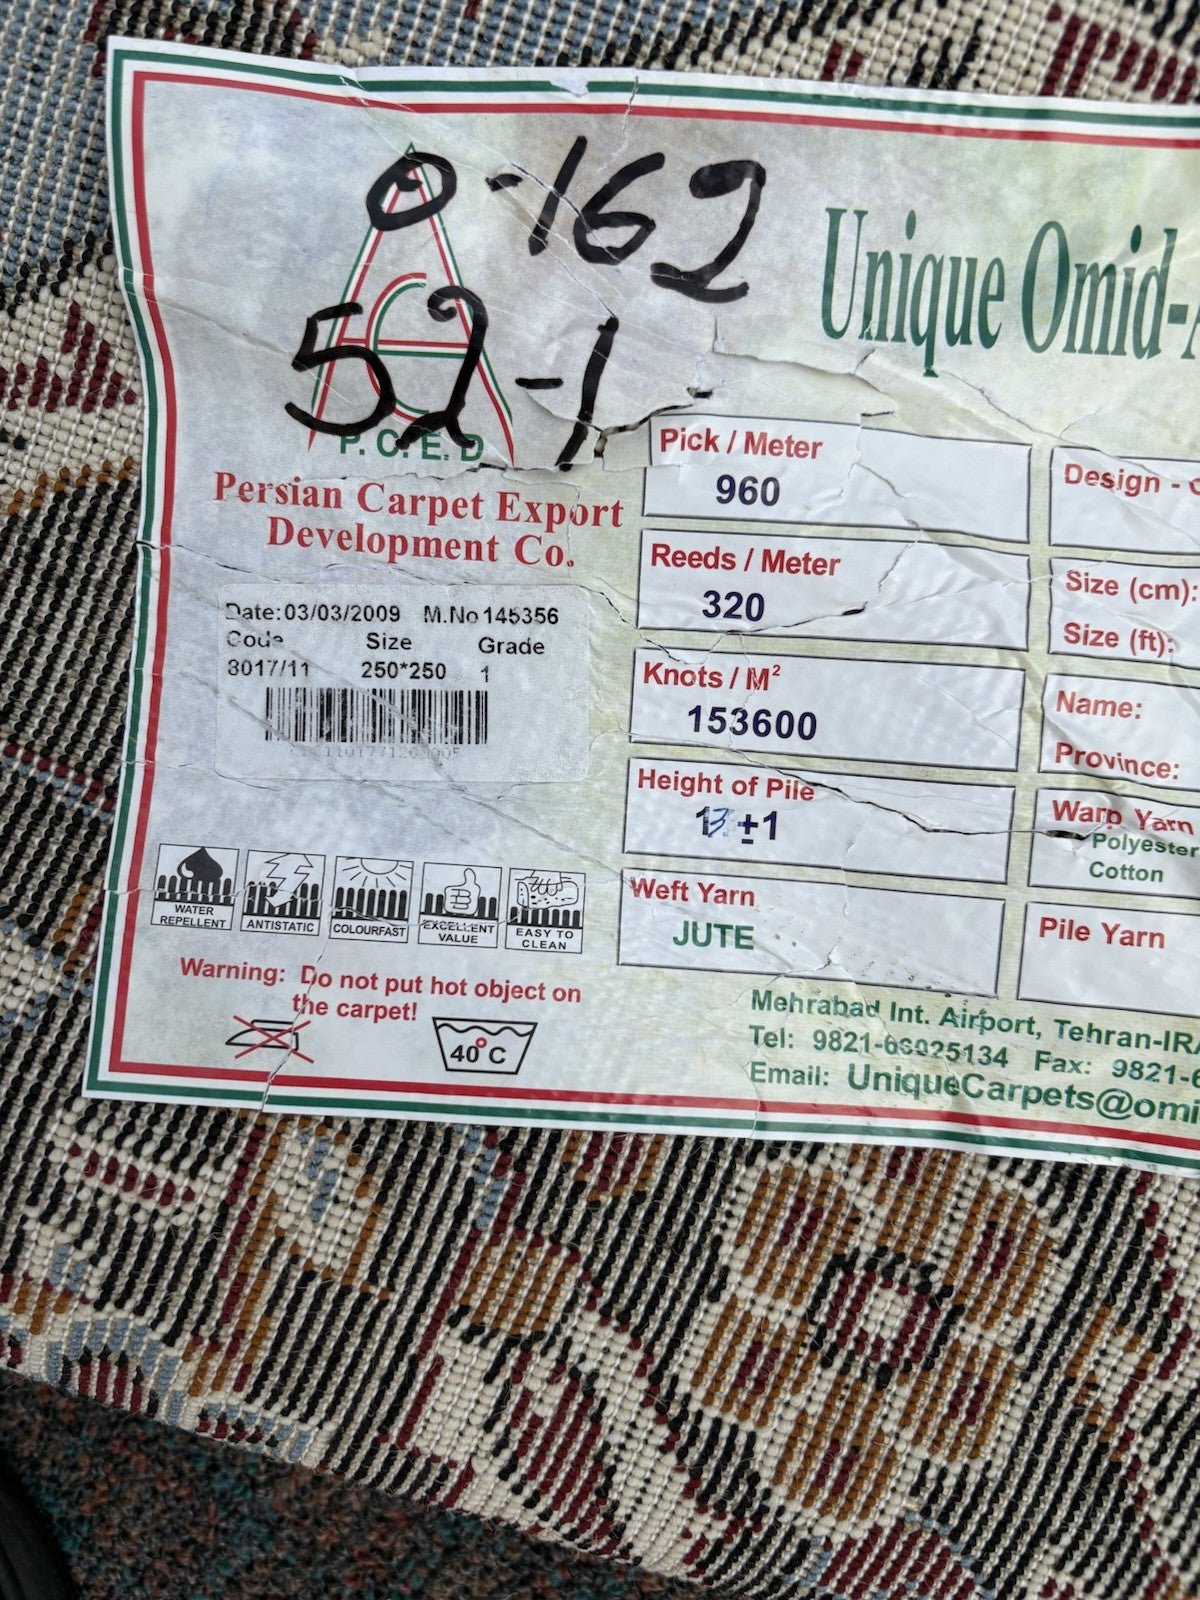 0-162
52-1
P. C. E. D
Persian Carpet Export
Development Co.
Date:03/03/2009 M.No 145356
Code Size Grade
3017/11 250*250 1
WATER
REPELLENT
ANTISTATIC
COLOURFAST
EXCELLENT
VALUE
EASY TO
CLEAN
Warning: Do not put hot object on
the carpet!
40°C
Unique Omid-
Pick / Meter
960
Reeds / Meter
320
Knots / M²
153600
Height of Pile
13 ±1
Weft Yarn
JUTE
Design -
Size (cm):
Size (ft):
Name:
Province:
Warp Yarn
Polyester
Cotton
Pile Yarn
Mehrabad Int. Airport, Tehran-IRA
Tel: 9821-66025134 Fax: 9821-6
Email: UniqueCarpets@omi